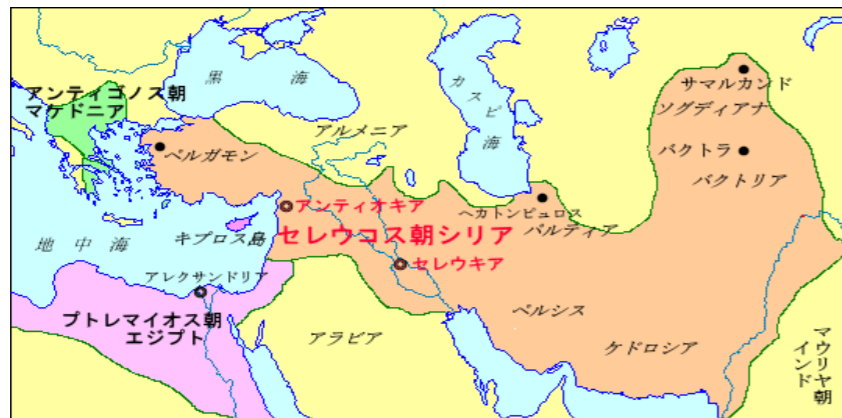 黒海
カスピ海
サマルカンド
ソグディアナ
アンティゴノス朝
マケドニア
アルメニア
ペルガモン
バクトラ
バクトリア
アンティオキア
ヘカトンピュロス
パルティア
セレウコス朝シリア
キプロス島
地中海
セレウキア
アレクサンドリア
プトレマイオス朝
エジプト
アラビア
ペルシス
ケドロシア
マウリヤ朝
インド